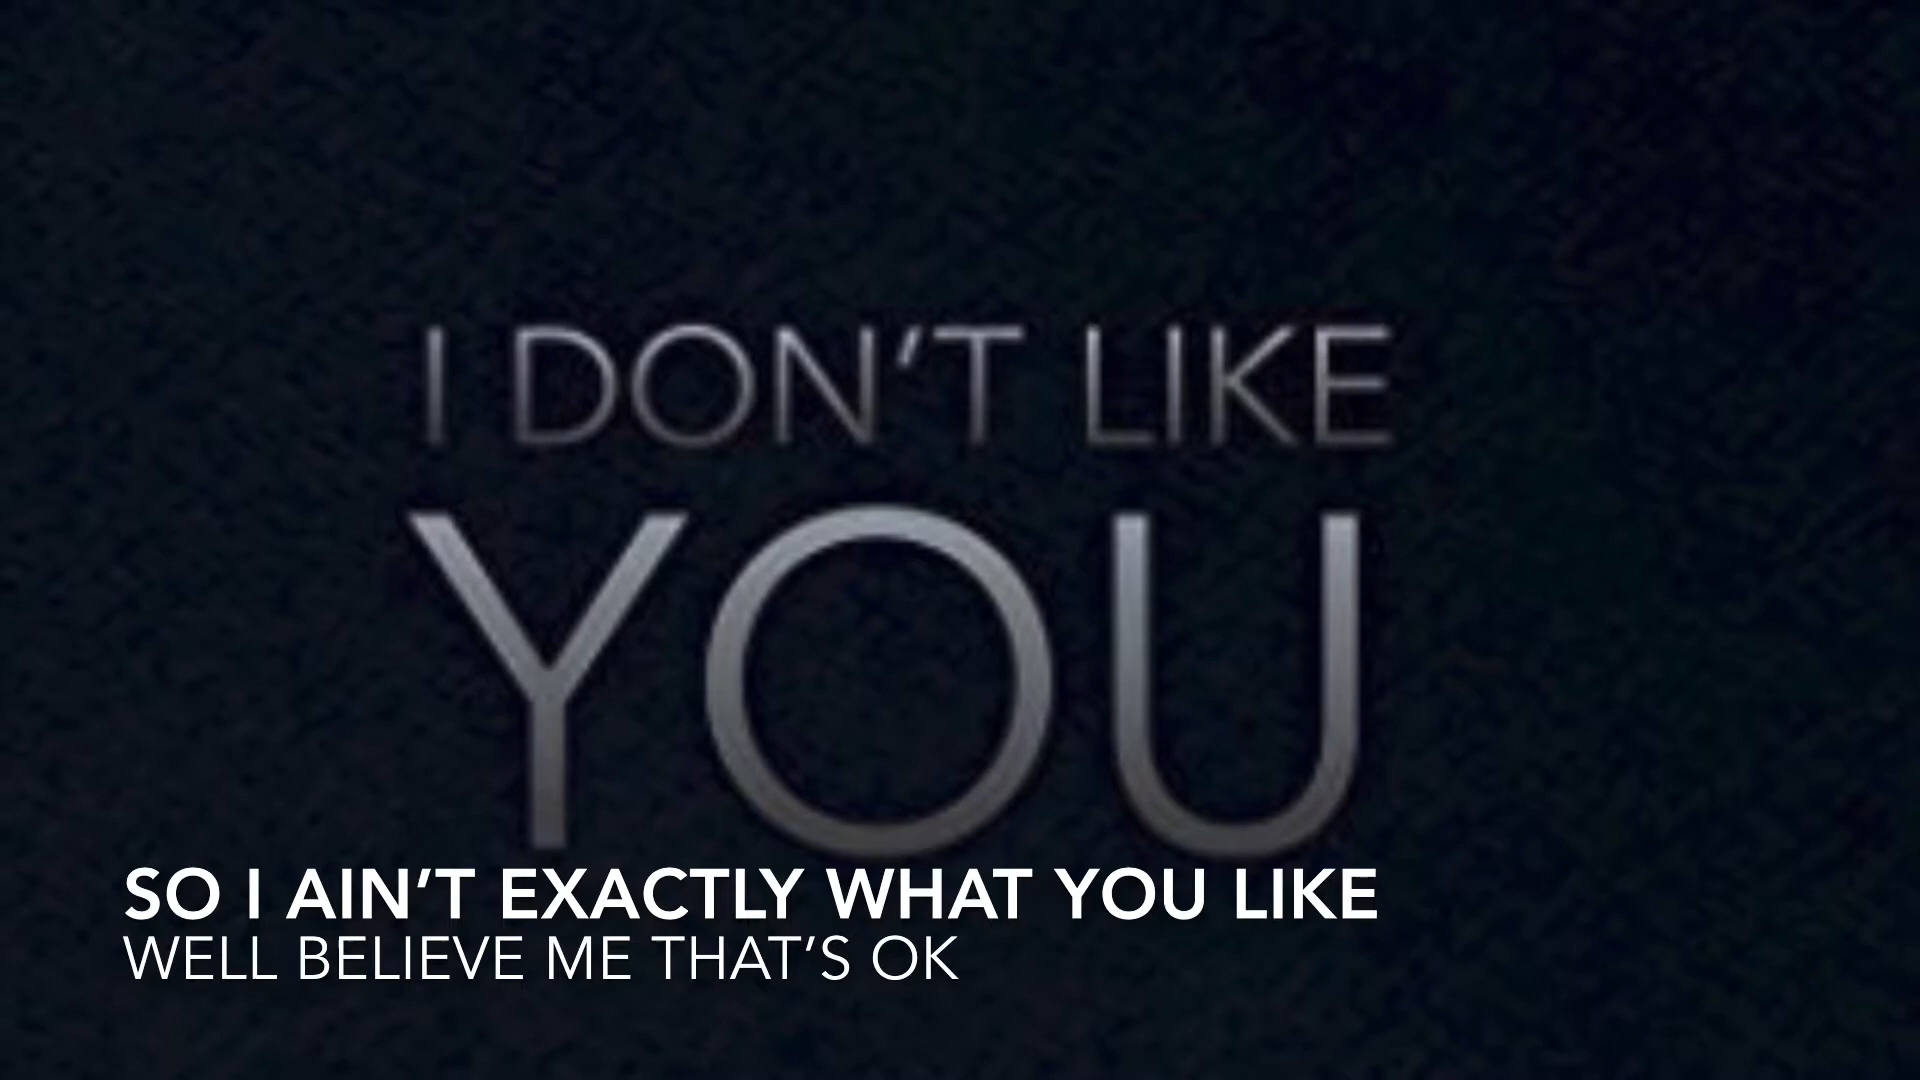 I DON’T LIKE
YOU
SO I AIN’T EXACTLY WHAT YOU LIKE
WELL BELIEVE ME THAT’S OK